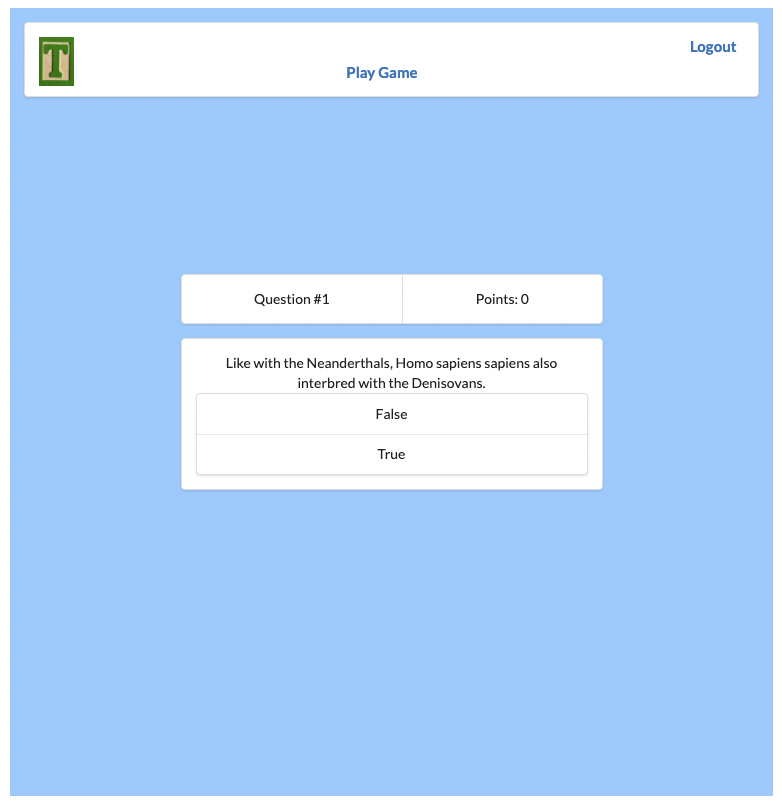 T
Logout
Play Game
Question #1
Points: 0
Like with the Neanderthals, Homo sapiens sapiens also
interbred with the Denisovans.
False
True